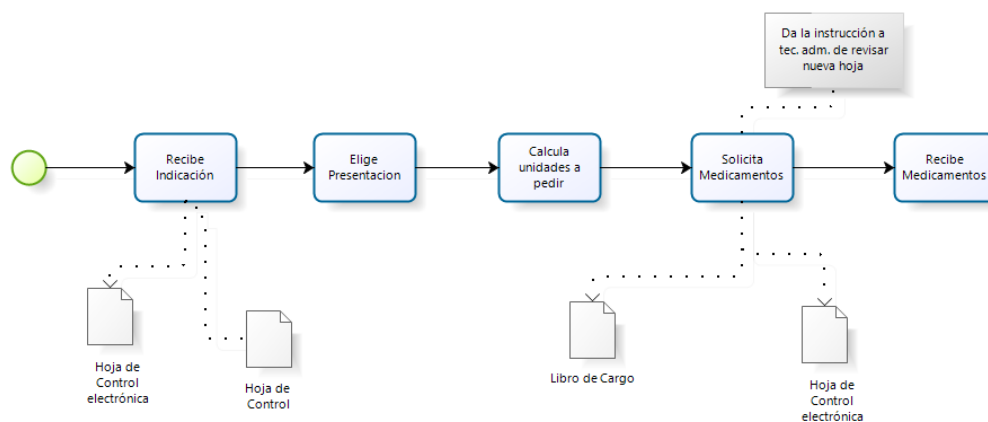 Da la instrucción a
tec. adm. de revisar
nueva hoja
Recibe
Indicación
Elige
Presentacion
Calcula
unidades a
pedir
Solicita
Medicamentos
Recibe
Medicamentos
Hoja de
Control
electrónica
Hoja de
Control
Libro de Cargo
Hoja de
Control
electrónica